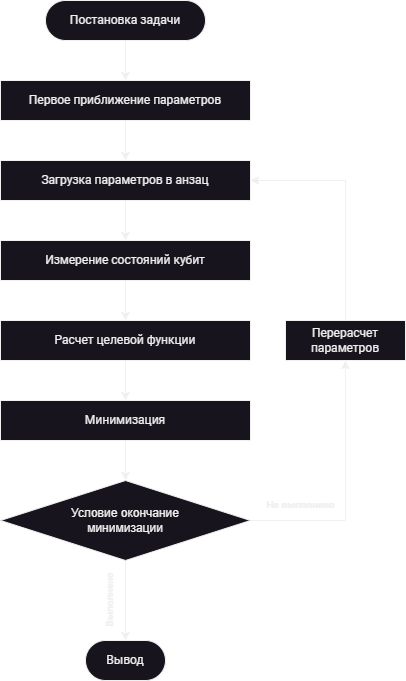 Постановка задачи
Первое приближение параметров
Загрузка параметров в анзац
Измерение состояний кубит
Расчет целевой функции
Перерасчет
параметров
Минимизация
Условие окончание
минимизации
Не выполнено
Выполнено
Вывод